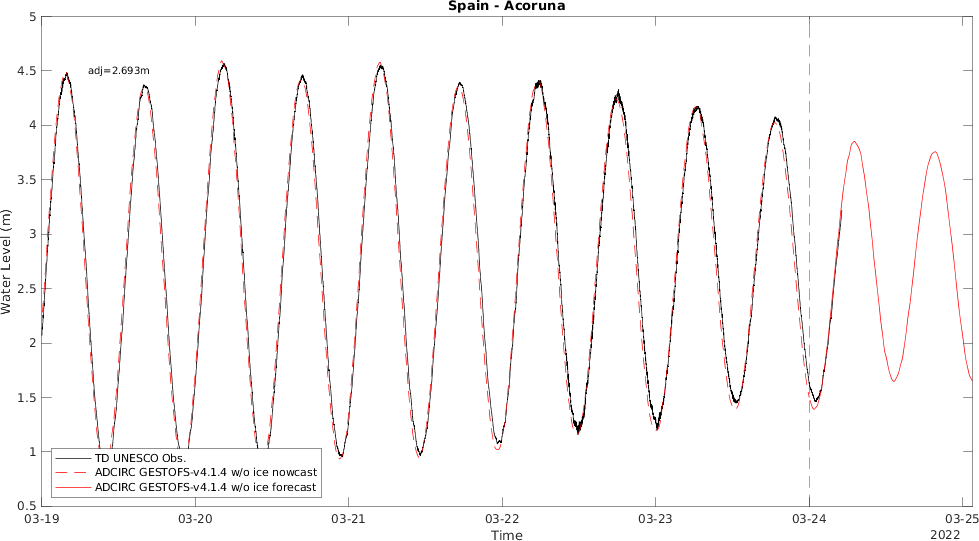 Spain - Acoruna
5
4.5
4
3.5
3
2.5
2
1.5
1
0.5
Water Level (m)
adj=2.693m
TD UNESCO Obs.
ADCIRC GESTOFS-v4.1.4 w/o ice nowcast
ADCIRC GESTOFS-v4.1.4 w/o ice forecast
03-19
03-20
03-21
03-22
03-23
03-24
03-25
Time
2022